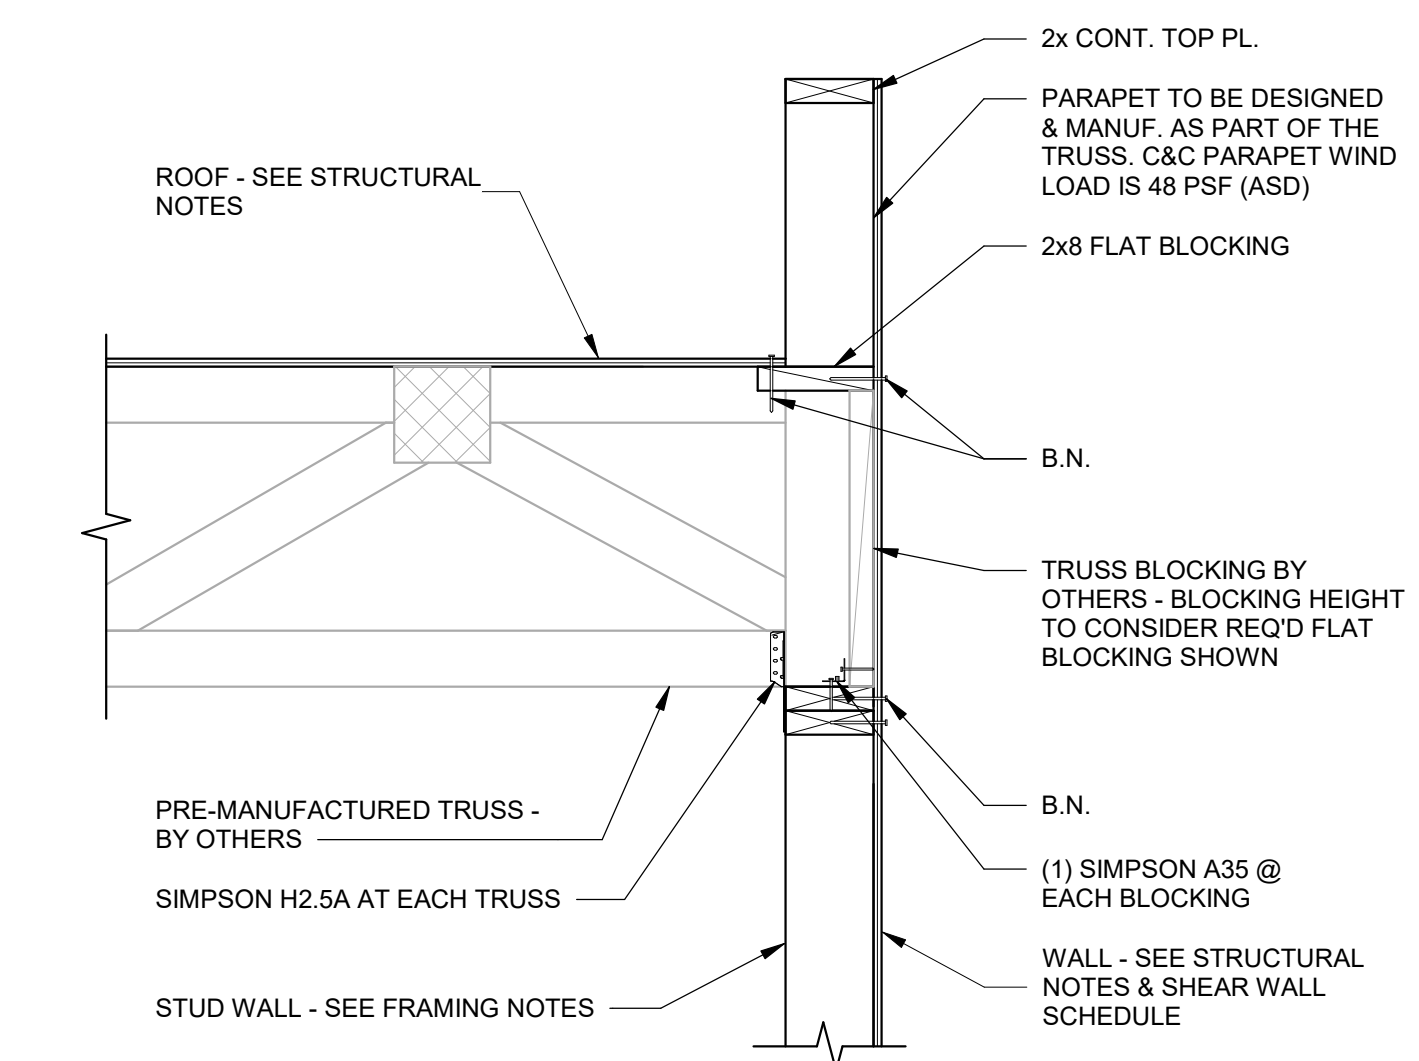 2x CONT. TOP PL.
PARAPET TO BE DESIGNED
& MANUF. AS PART OF THE
TRUSS. C&C PARAPET WIND
LOAD IS 48 PSF (ASD)
ROOF - SEE STRUCTURAL
NOTES
2x8 FLAT BLOCKING
B.N.
TRUSS BLOCKING BY
OTHERS - BLOCKING HEIGHT
TO CONSIDER REQ'D FLAT
BLOCKING SHOWN
PRE-MANUFACTURED TRUSS -
BY OTHERS
B.N.
SIMPSON H2.5A AT EACH TRUSS
(1) SIMPSON A35 @
EACH BLOCKING
STUD WALL - SEE FRAMING NOTES
WALL - SEE STRUCTURAL
NOTES & SHEAR WALL
SCHEDULE